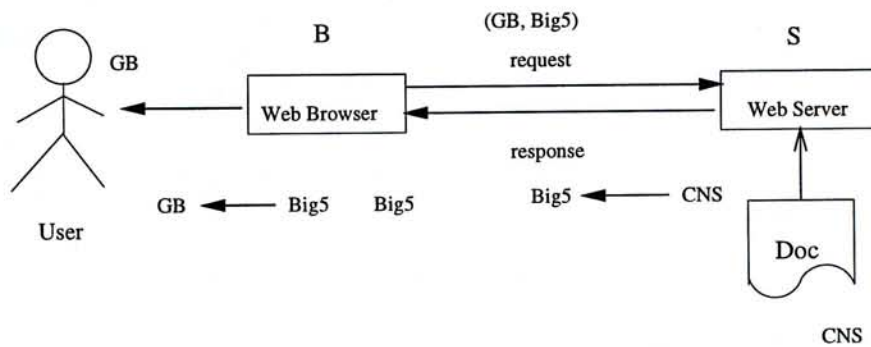 (GB, Big5)
B
S
GB
request
Web Browser
Web Server
response
GB
Big5
Big5
Big5
CNS
User
Doc
CNS